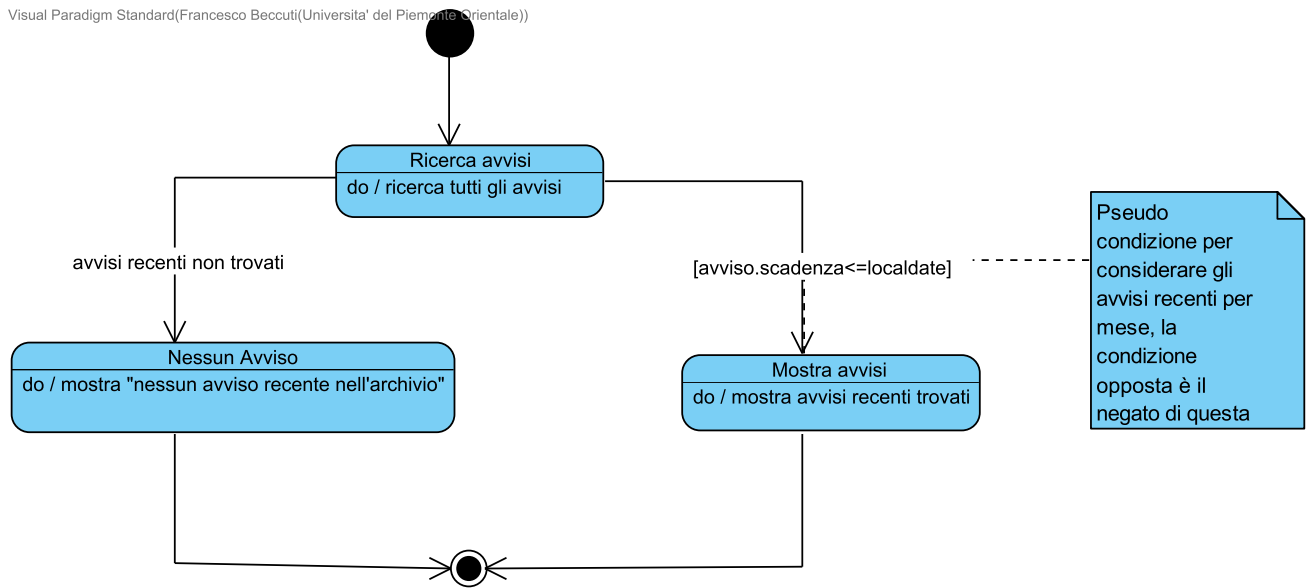 Visual Paradigm Standard(Francesco Beccuti(Universita' del Piemonte Orientale))
Ricerca avvisi
do / ricerca tutti gli avvisi
avvisi recenti non trovati
[avviso.scadenza<=localdate]
Pseudo
condizione per
considerare gli
avvisi recenti per
mese, la
condizione
opposta è il
negato di questa
Nessun Avviso
do / mostra "nessun avviso recente nell'archivio"
Mostra avvisi
do / mostra avvisi recenti trovati